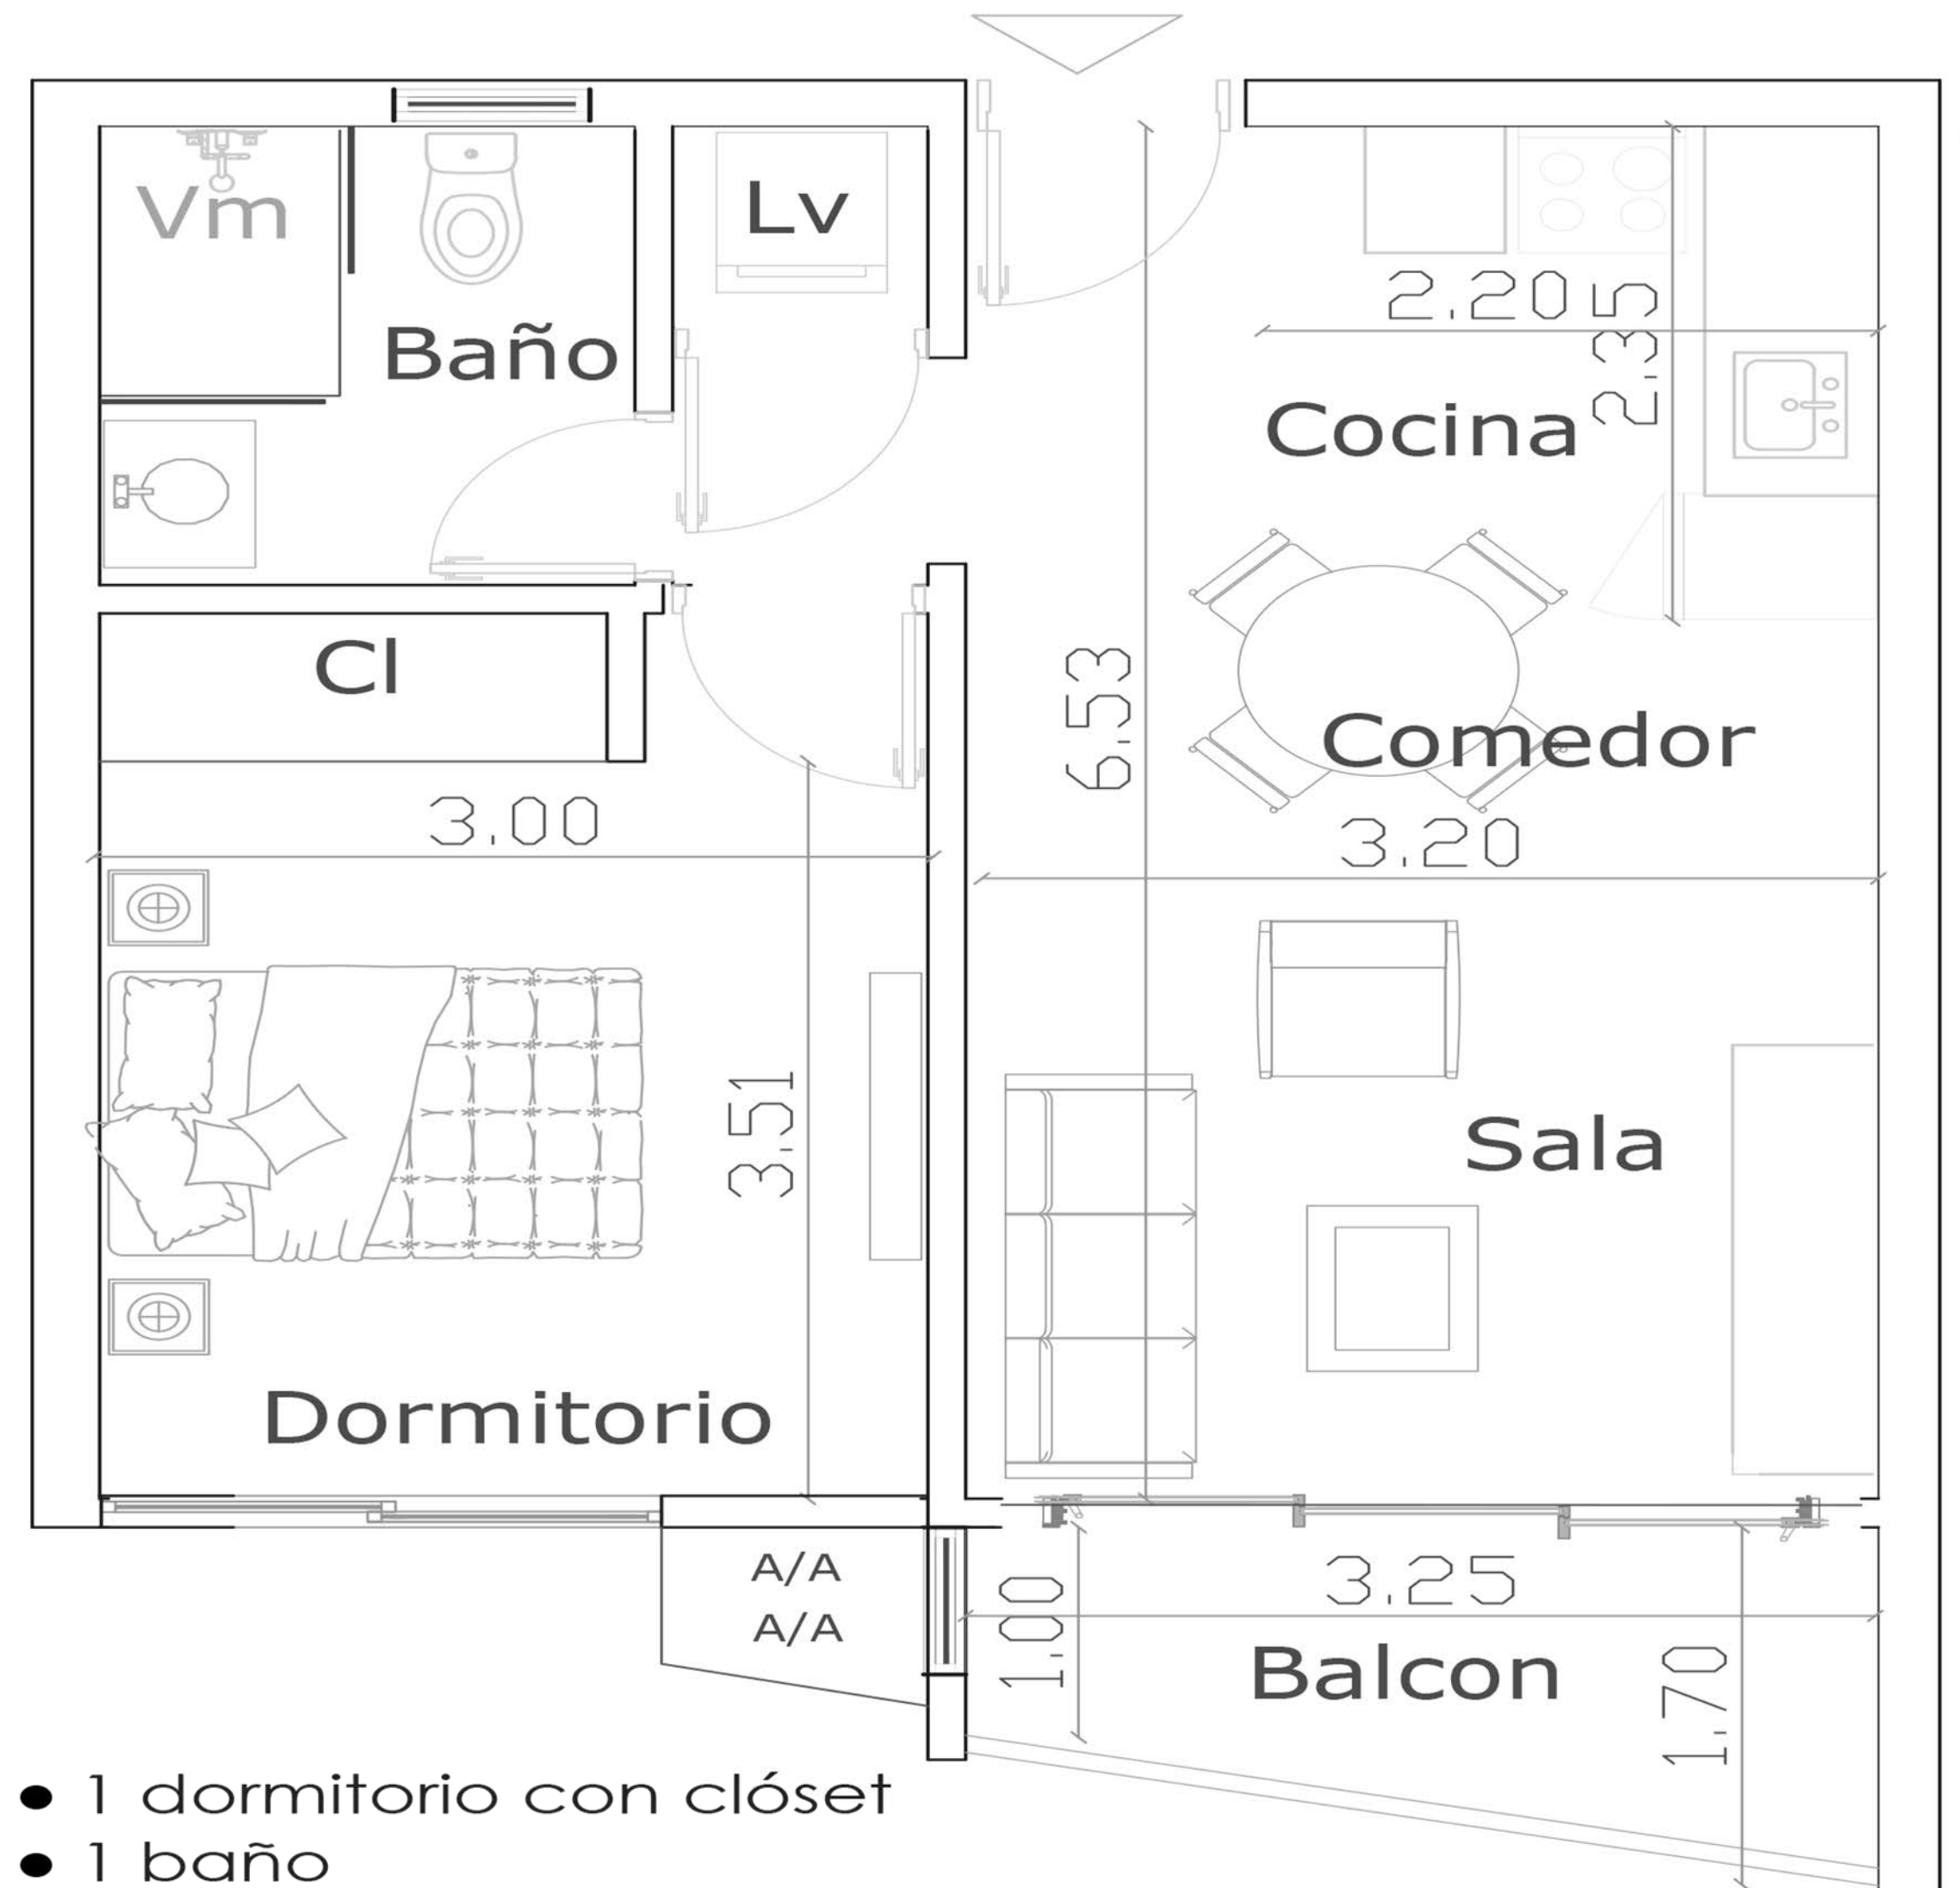 Vm
Lv
Baño
2.20
2.35
Cocina
Cl
6.53
Comedor
3.00
3.20
3.51
Sala
Dormitorio
A/A
A/A
1.00
3.25
Balcon
1.70
• 1 dormitorio con clóset
• 1 baño